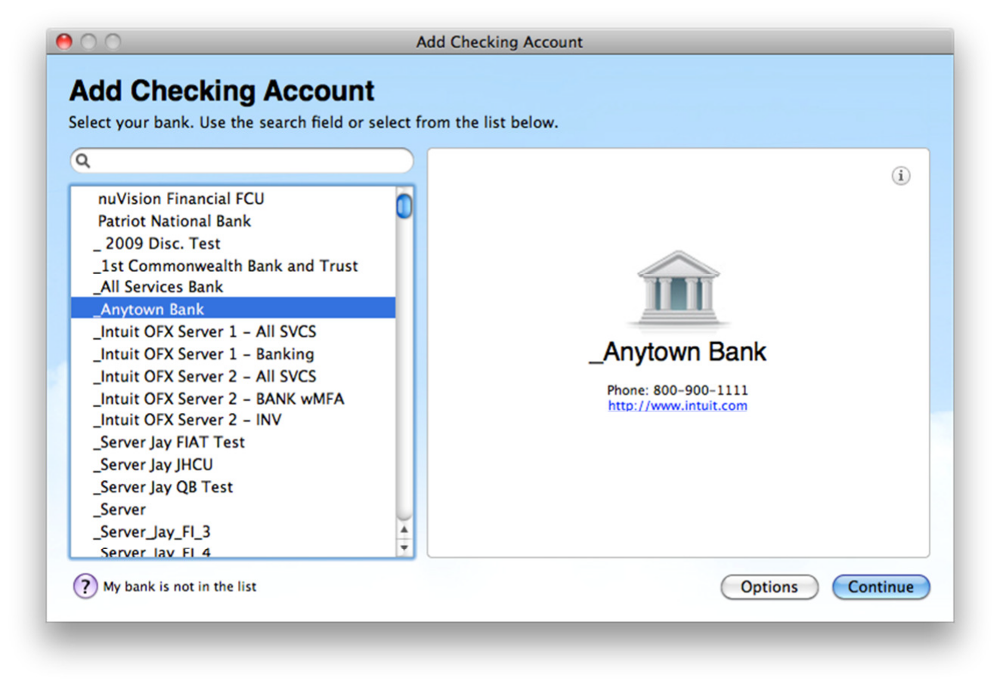 Add Checking Account
Add Checking Account
Select your bank. Use the search field or select from the list below.
nuVision Financial FCU
Patriot National Bank
_ 2009 Disc. Test
_1st Commonwealth Bank and Trust
_All Services Bank
_Anytown Bank
_Intuit OFX Server 1 – All SVCS
_Intuit OFX Server 1 – Banking
_Intuit OFX Server 2 – All SVCS
_Intuit OFX Server 2 – BANK wMFA
_Intuit OFX Server 2 – INV
_Server Jay FIAT Test
_Server Jay JHCU
_Server Jay QB Test
_Server
_Server_Jay_FI_3
_Server_Jay_FI_4
_Anytown Bank
Phone: 800-900-1111
http://www.intuit.com
? My bank is not in the list
Options
Continue